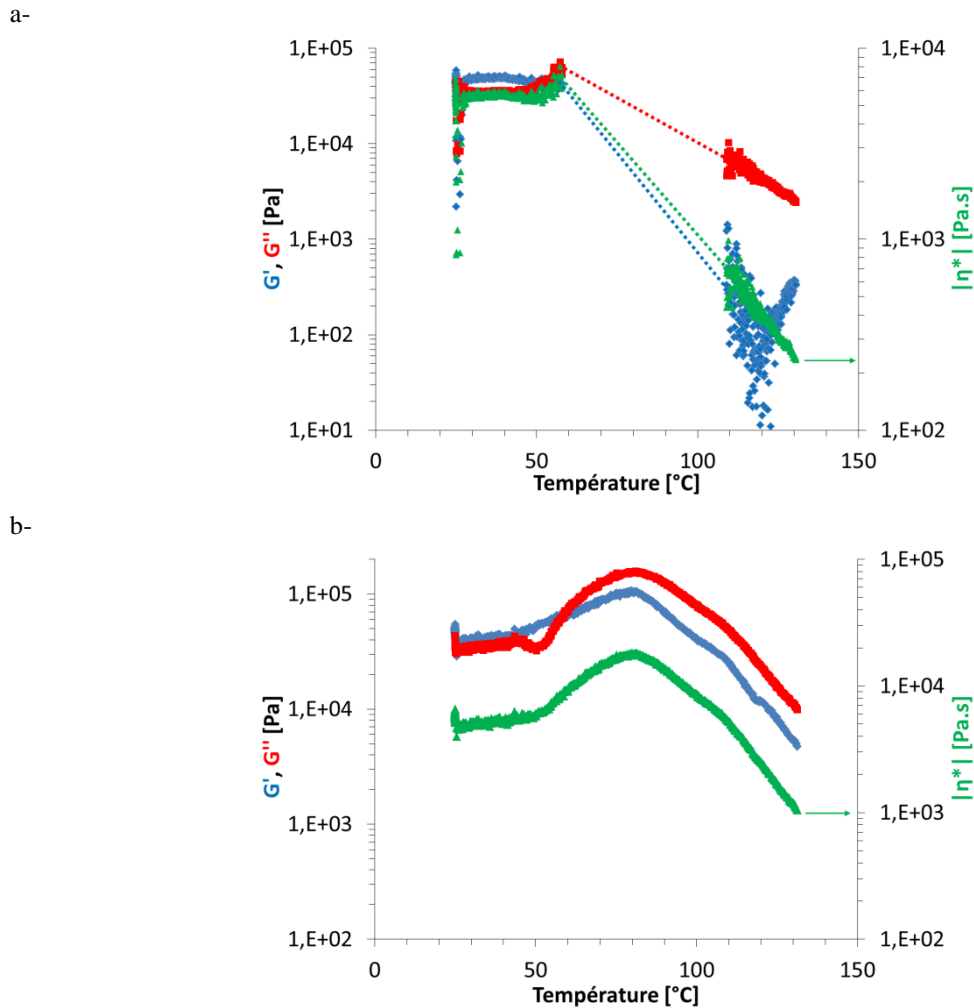 a-
1,E+05
1,E+04
1,E+03
1,E+02
1,E+01
G', G'' [Pa]
1,E+04
1,E+03
1,E+02
|η*| [Pa.s]
0
50
100
150
Température [°C]
b-
1,E+05
1,E+04
1,E+03
1,E+02
G', G'' [Pa]
1,E+05
1,E+04
1,E+03
1,E+02
|η*| [Pa.s]
0
50
100
150
Température [°C]